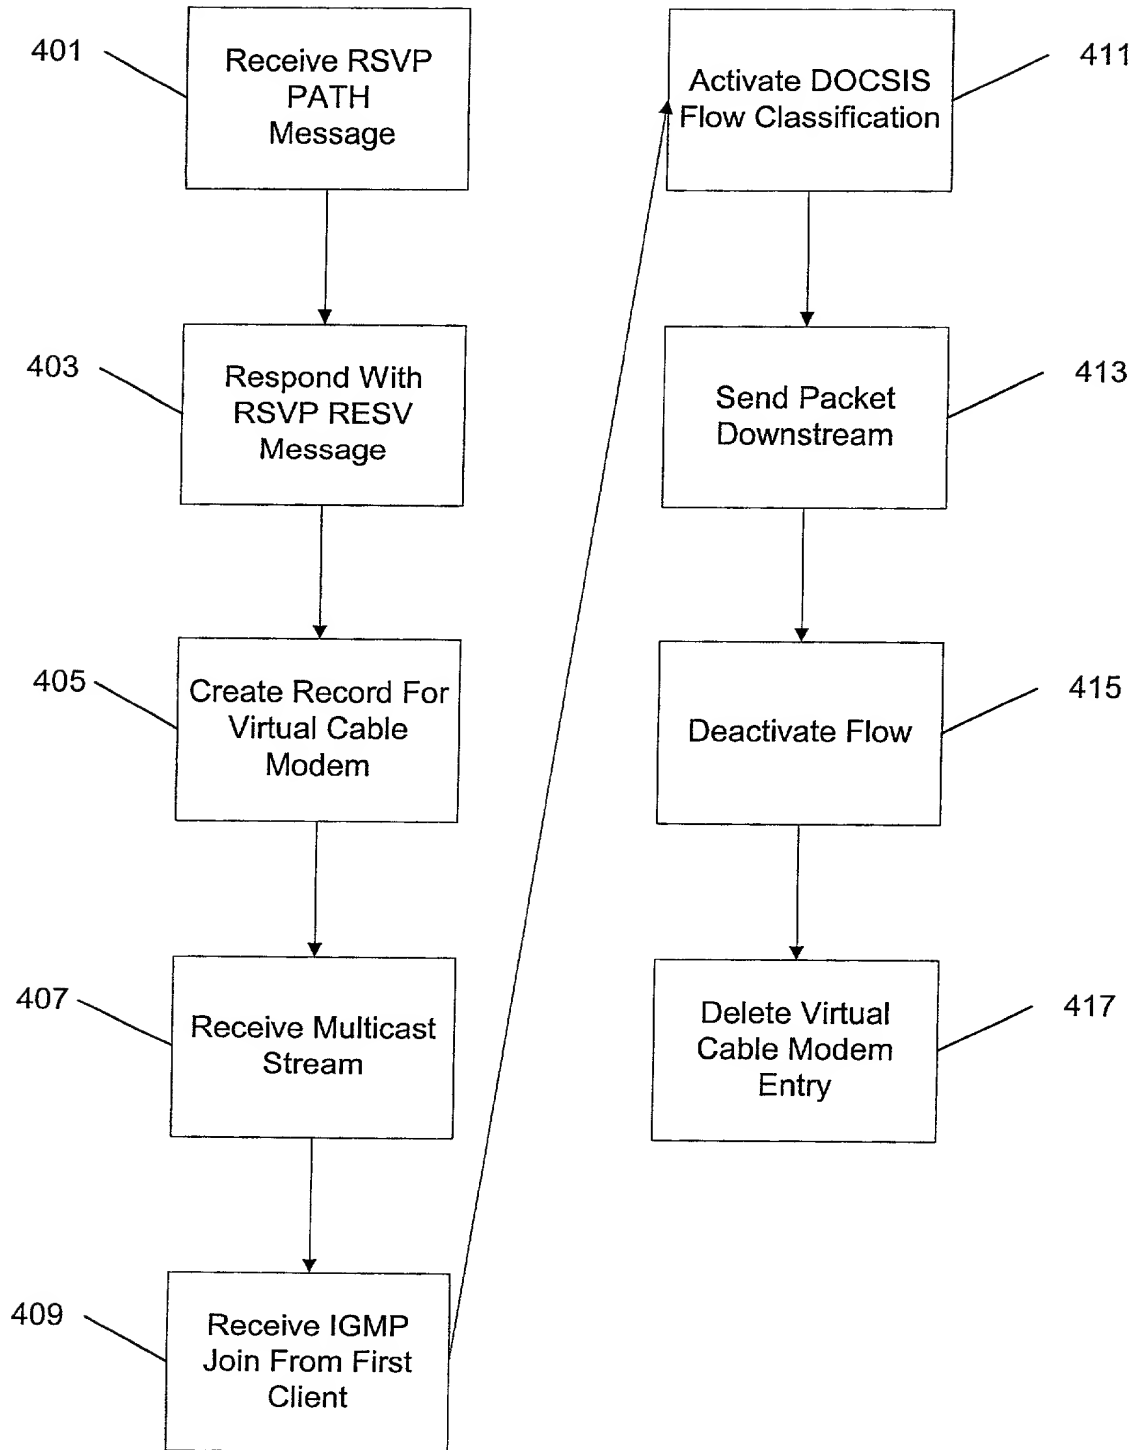 401
Receive RSVP
PATH
Message
403
Respond With
RSVP RESV
Message
405
Create Record For
Virtual Cable
Modem
407
Receive Multicast
Stream
409
Receive IGMP
Join From First
Client
411
Activate DOCSIS
Flow Classification
413
Send Packet
Downstream
415
Deactivate Flow
417
Delete Virtual
Cable Modem
Entry